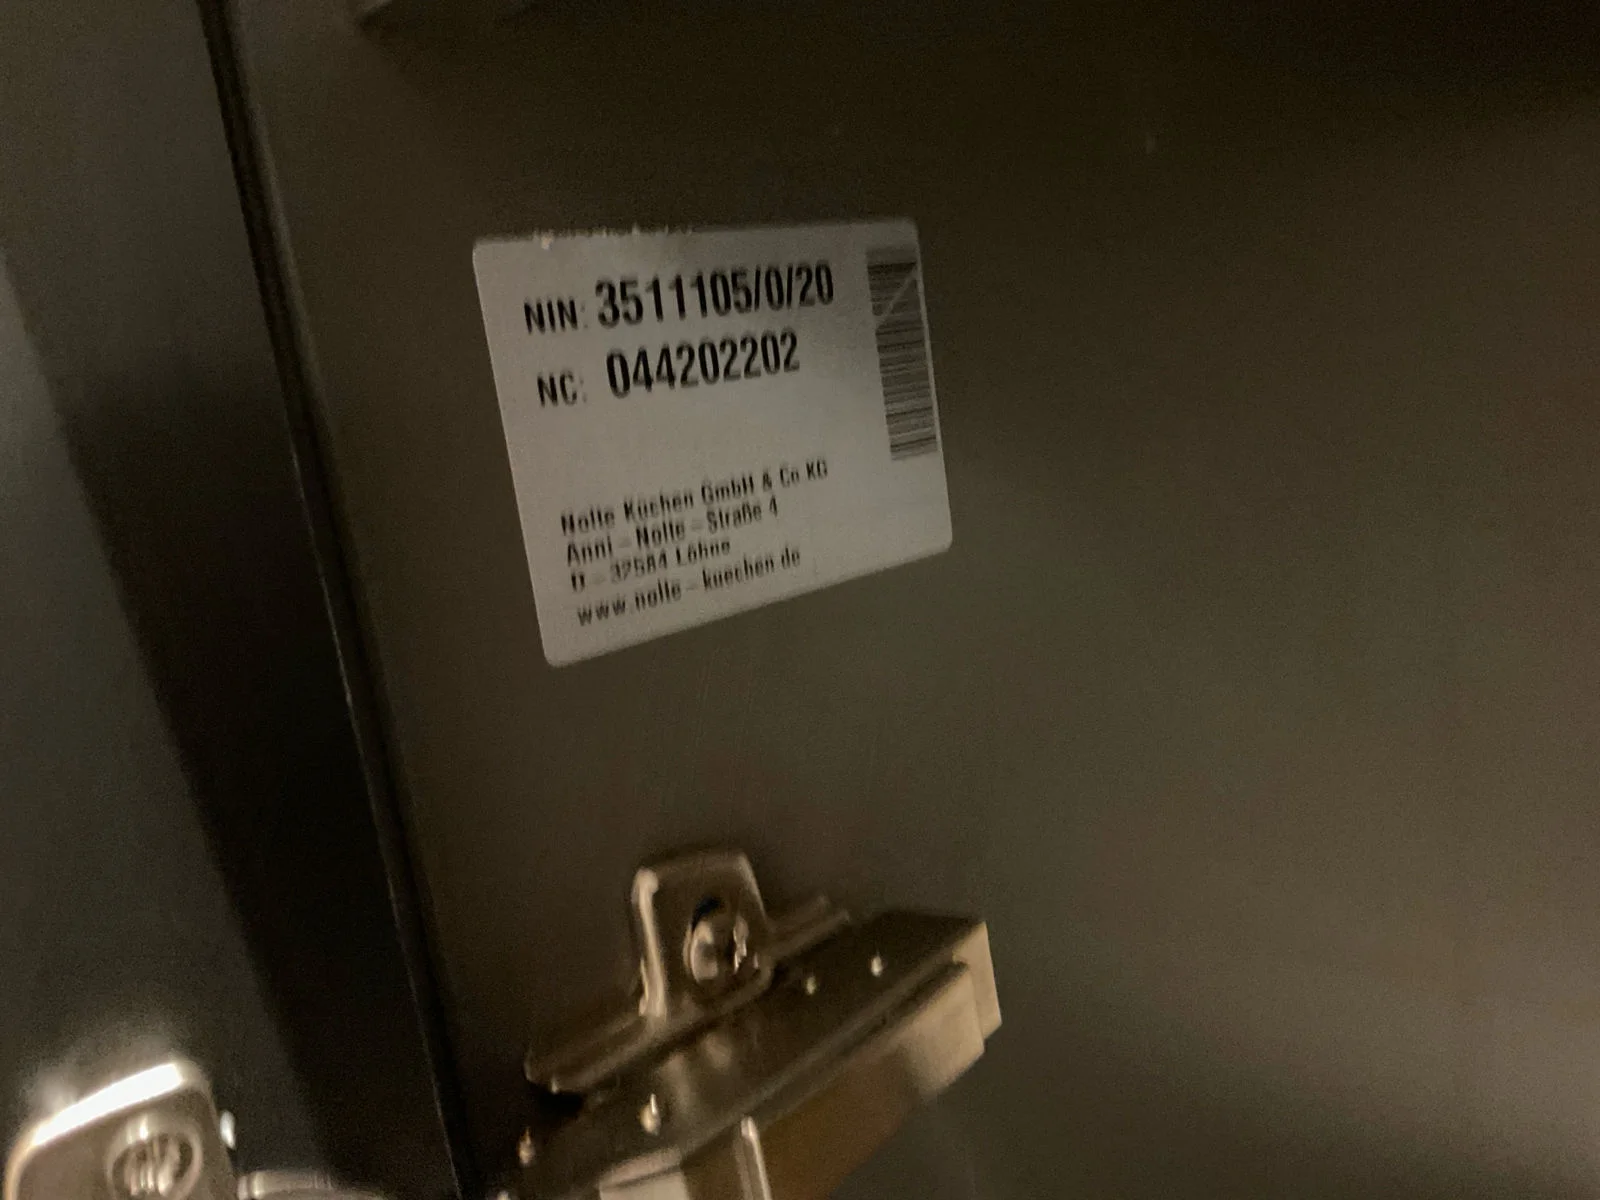 NIN: 3511105/0/20
NC: 044202202
Nolte Küchen GmbH & Co KG
Anni - Nolte - Straße 4
D - 32584 Löhne
www.nolte - kuechen de